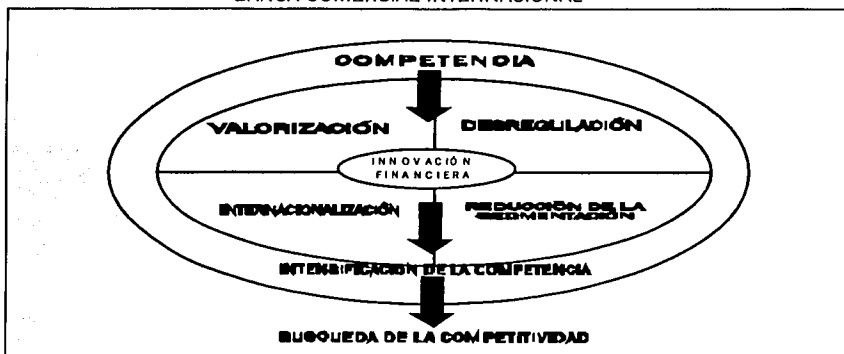 BANCA COMERCIAL INTERNACIONAL
COMPETENCIA
VALORIZACIÓN
DESREGULACIÓN
INNOVACIÓN
FINANCIERA
INTERNACIONALIZACIÓN
REDUCCIÓN DE LA
SEGMENTACIÓN
INTENSIFICACIÓN DE LA COMPETENCIA
BUSQUEDA DE LA COMPETITIVIDAD